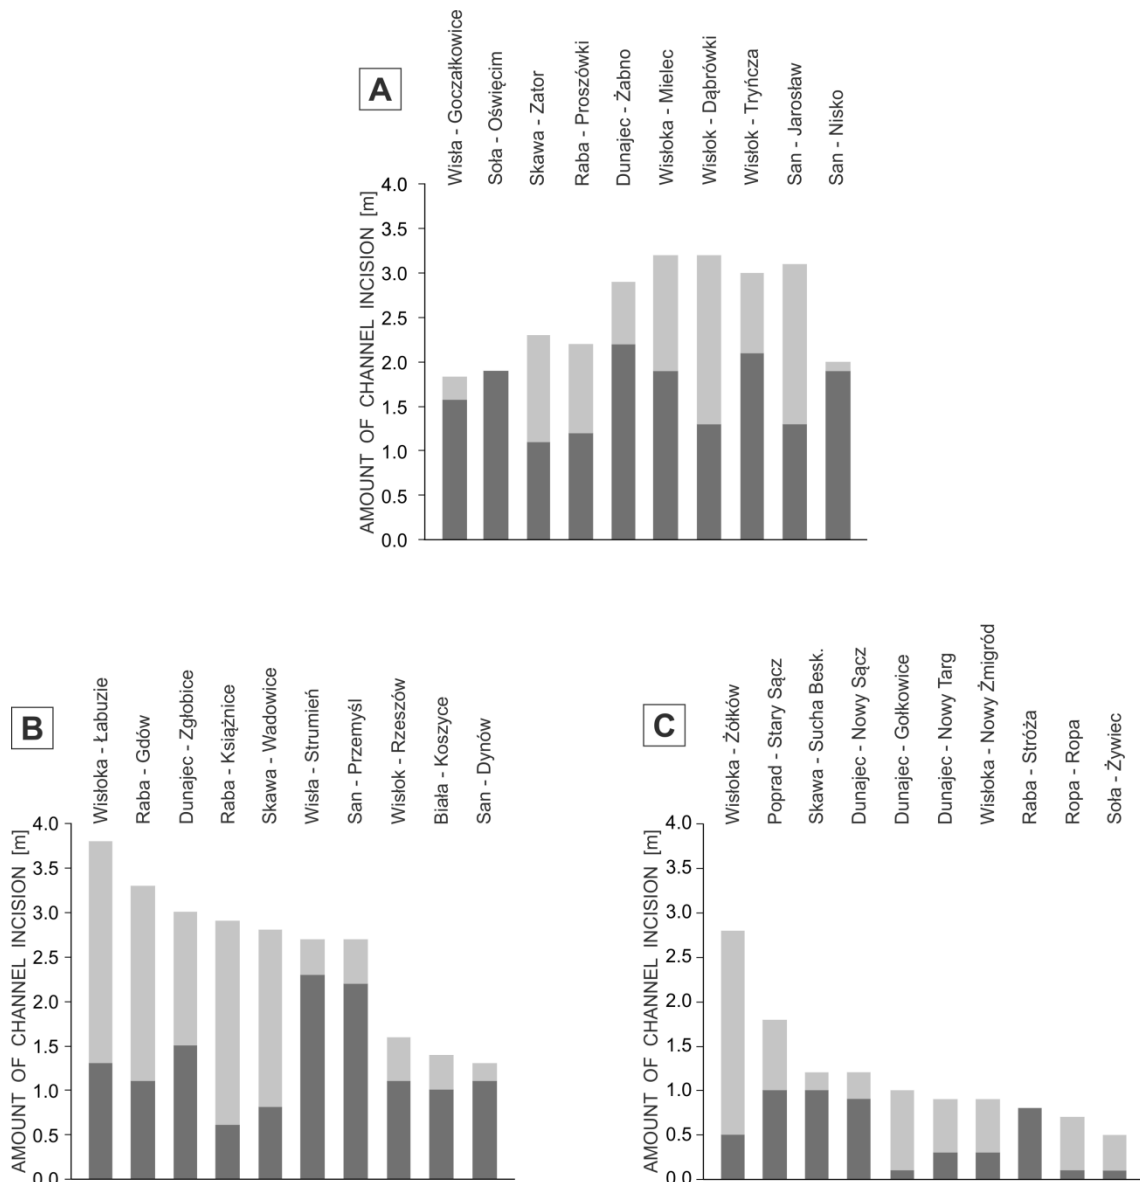 A
Wisła - Goczałkowice
Soła - Oświęcim
Skawa - Zator
Raba - Proszówki
Dunajec - Żabno
Wisłoka - Mielec
Wisłok - Dąbrówki
Wisłok - Tryńcza
San - Jarosław
San - Nisko
AMOUNT OF CHANNEL INCISION [m]
4.0
3.5
3.0
2.5
2.0
1.5
1.0
0.5
0.0
B
Wisłoka - Łabuzie
Raba - Gdów
Dunajec - Zgłobice
Raba - Książnice
Skawa - Wadowice
Wisła - Strumień
San - Przemyśl
Wisłok - Rzeszów
Biała - Koszyce
San - Dynów
AMOUNT OF CHANNEL INCISION [m]
4.0
3.5
3.0
2.5
2.0
1.5
1.0
0.5
0.0
C
Wisłoka - Żółków
Poprad - Stary Sącz
Skawa - Sucha Besk.
Dunajec - Nowy Sącz
Dunajec - Gołkowice
Dunajec - Nowy Targ
Wisłoka - Nowy Żmigród
Raba - Stróża
Ropa - Ropa
Soła - Żywiec
AMOUNT OF CHANNEL INCISION [m]
4.0
3.5
3.0
2.5
2.0
1.5
1.0
0.5
0.0